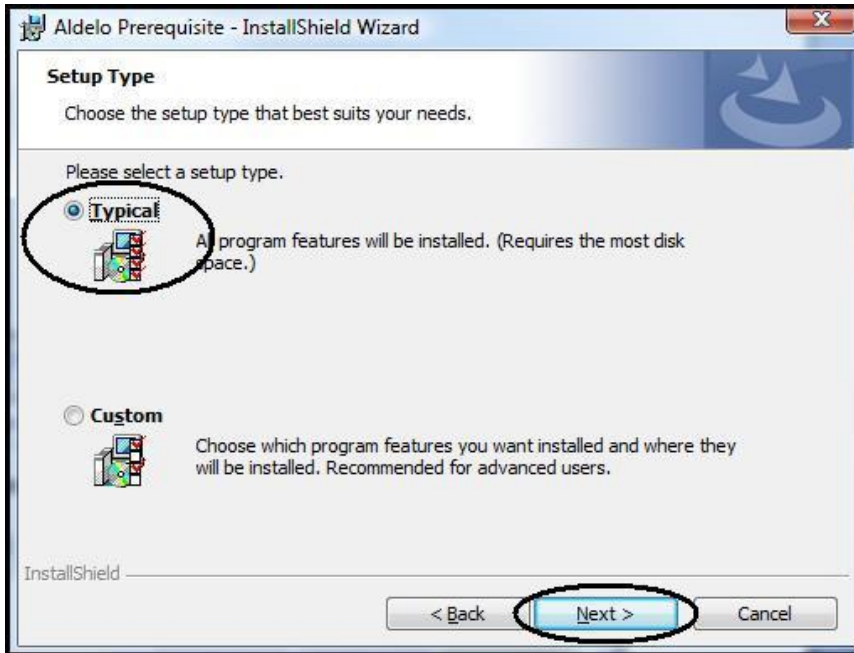 Aldelo Prerequisite - InstallShield Wizard
Setup Type
Choose the setup type that best suits your needs.
Please select a setup type.
Typical
All program features will be installed. (Requires the most disk
space.)
Custom
Choose which program features you want installed and where they
will be installed. Recommended for advanced users.
InstallShield
< Back
Next >
Cancel